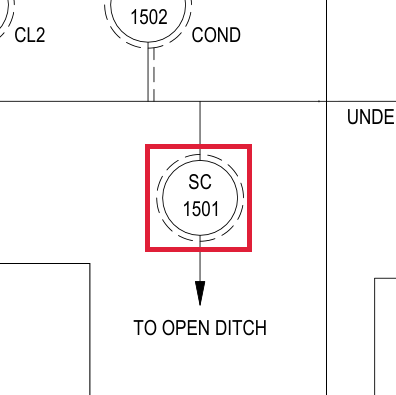 1502
CL2
COND
UNDE
SC
1501
TO OPEN DITCH